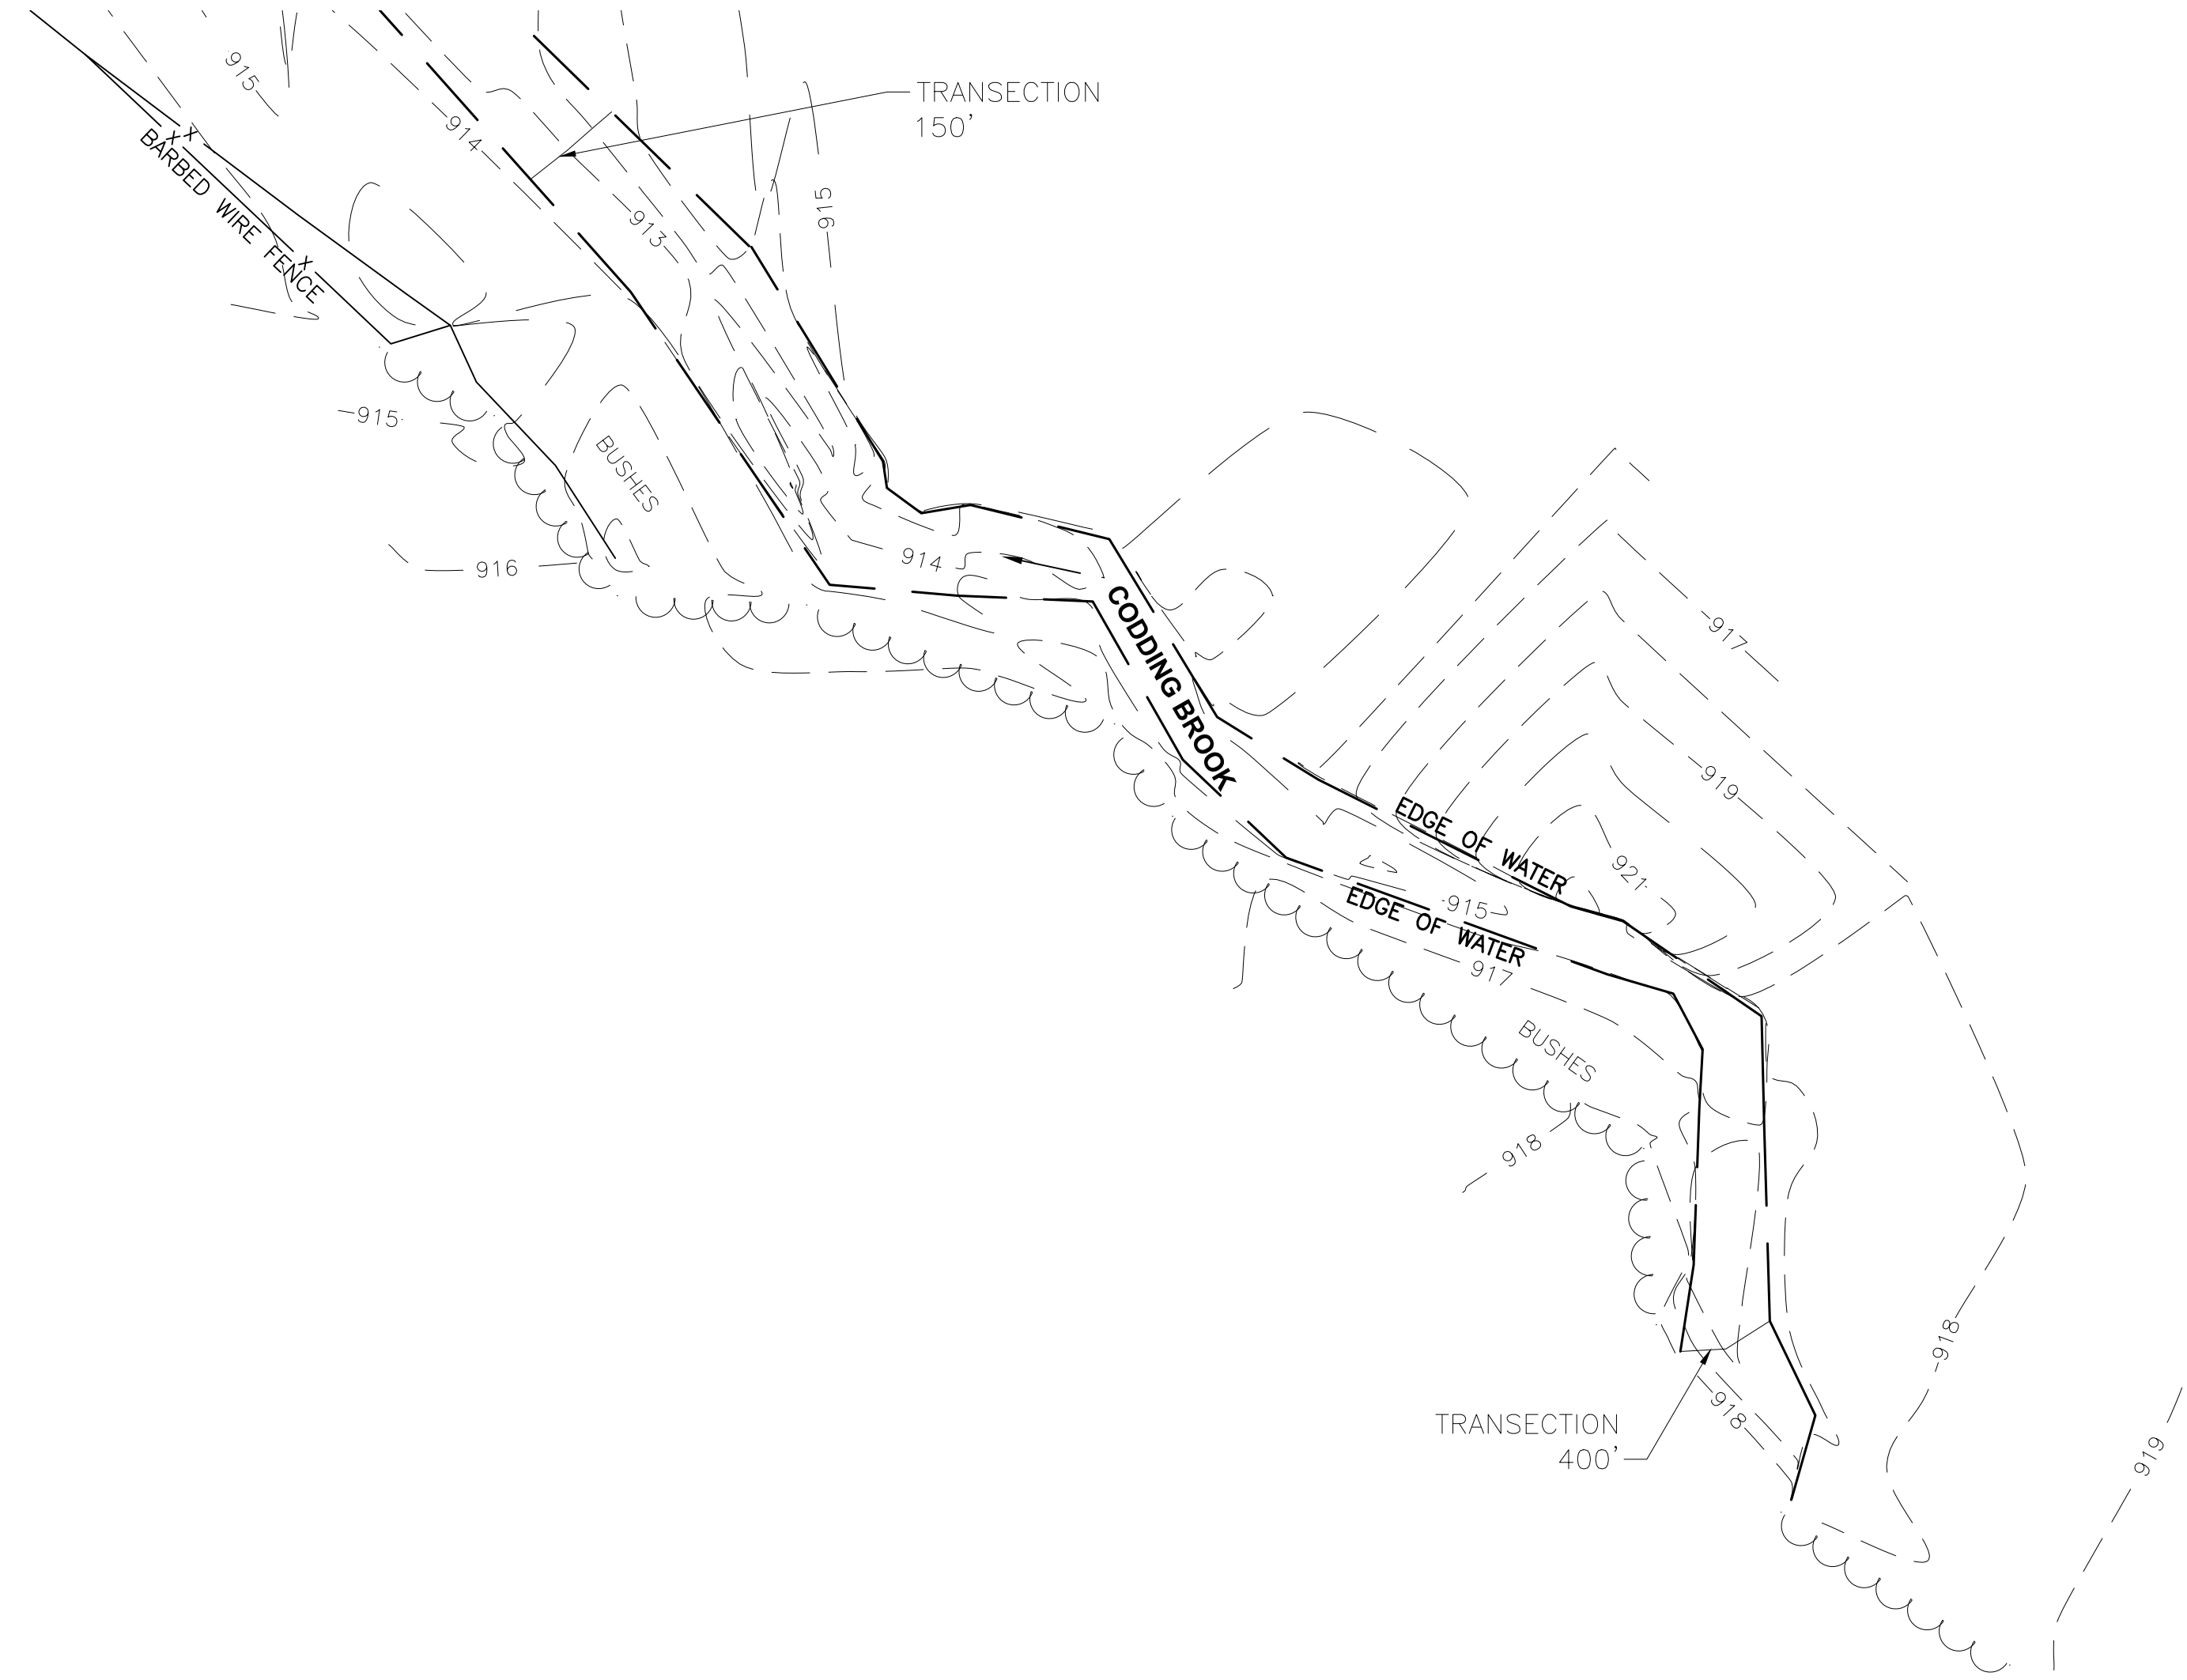 TRANSECTION
150'
915
914
BARBED WIRE FENCE
X
X
X
913
915
915
BUSHES
916
914
CODDING BROOK
917
919
EDGE OF WATER
921
915
EDGE OF WATER
917
BUSHES
918
918
918
TRANSECTION
400'
919